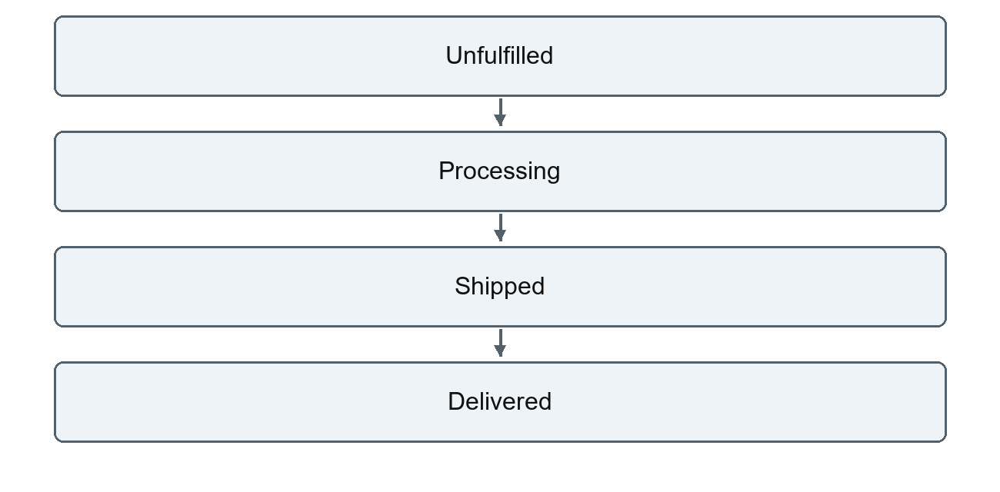 Unfulfilled
Processing
Shipped
Delivered